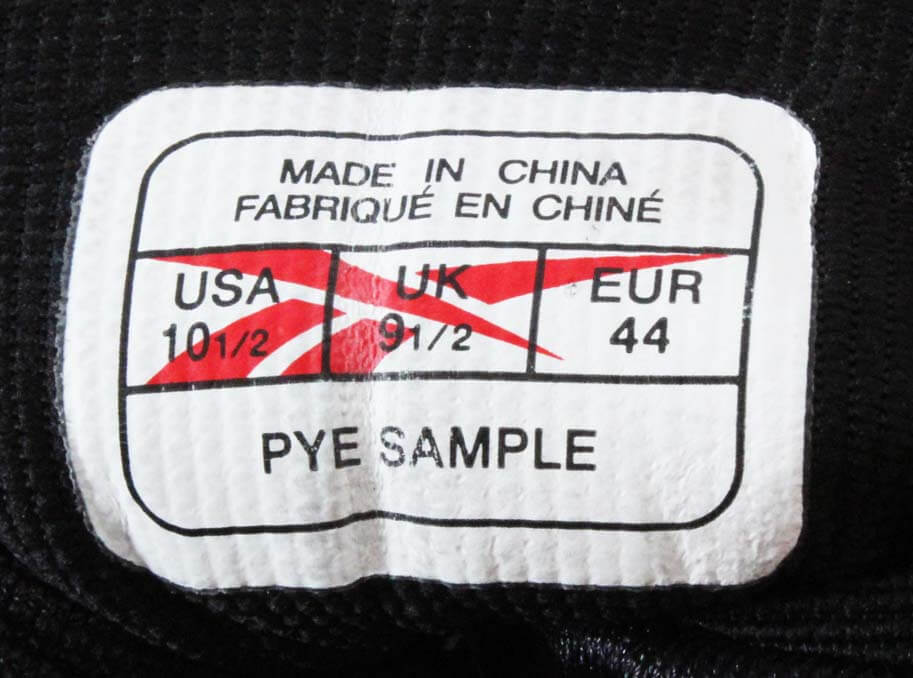 MADE IN CHINA
FABRIQUÉ EN CHINÉ
USA UK EUR
10 1/2 9 1/2 44
PYE SAMPLE